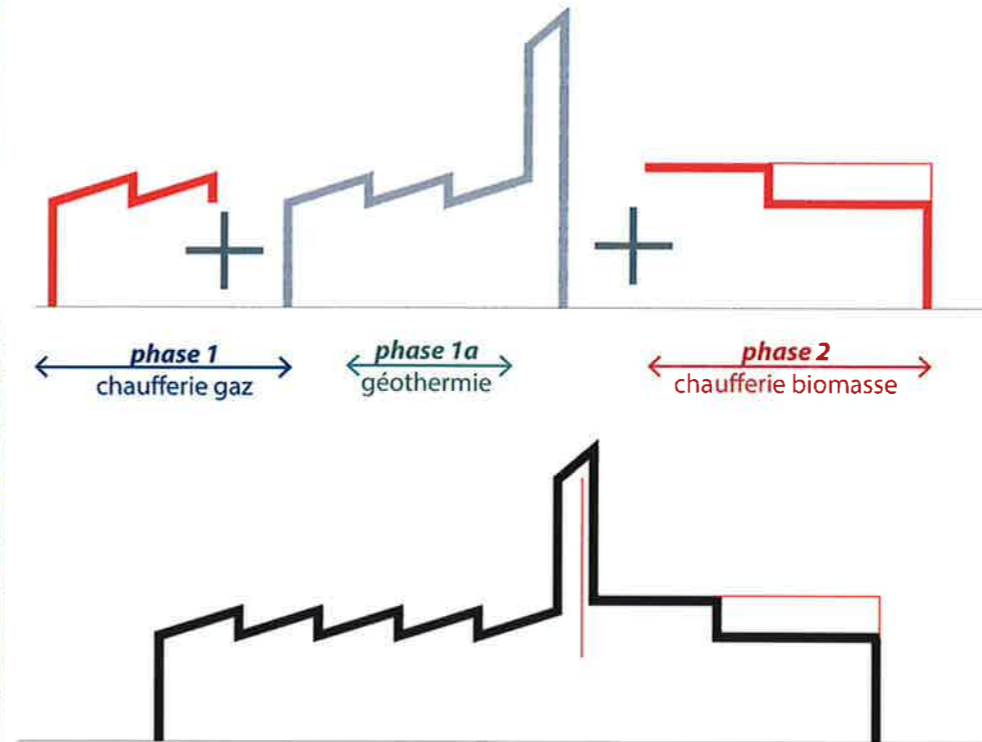 phase 1
chaufferie gaz
phase 1a
géothermie
phase 2
chaufferie biomasse